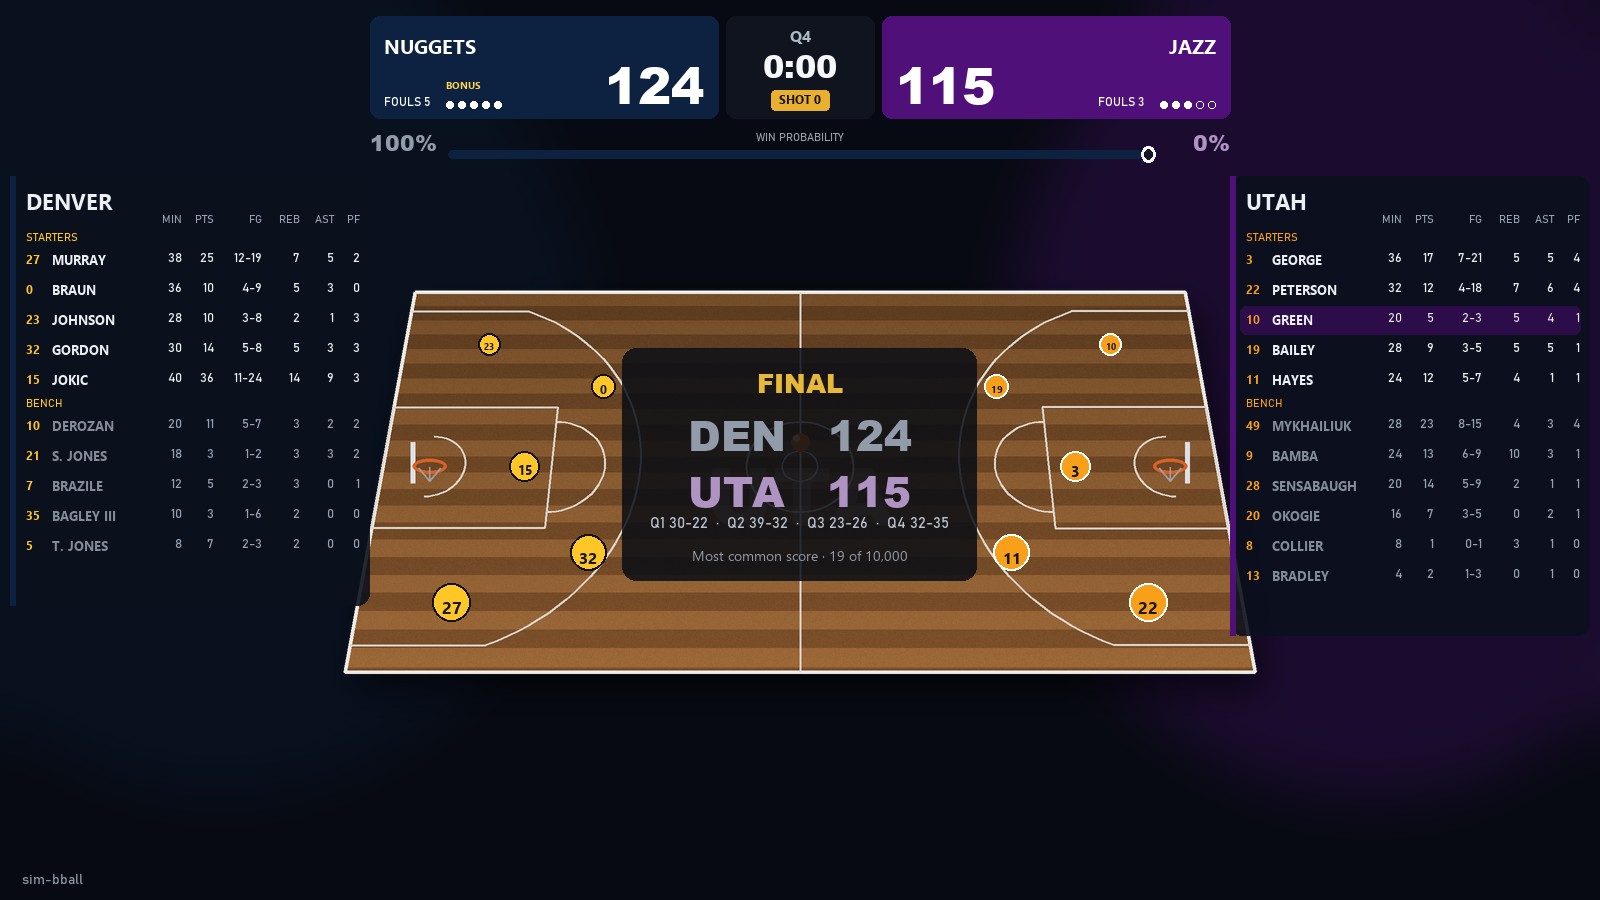 NUGGETS
FOULS 5
BONUS
124
Q4
0:00
SHOT 0
JAZZ
115
FOULS 3
100%
WIN PROBABILITY
0%
DENVER
MIN PTS FG REB AST PF
STARTERS
27 MURRAY 38 25 12-19 7 5 2
0 BRAUN 36 10 4-9 5 3 0
23 JOHNSON 28 10 3-8 2 1 3
32 GORDON 30 14 5-8 5 3 3
15 JOKIC 40 36 11-24 14 9 3
BENCH
10 DEROZAN 20 11 5-7 3 2 2
21 S. JONES 18 3 1-2 3 3 2
7 BRAZILE 12 5 2-3 3 0 1
35 BAGLEY III 10 3 1-6 2 0 0
5 T. JONES 8 7 2-3 2 0 0
UTAH
MIN PTS FG REB AST PF
STARTERS
3 GEORGE 36 17 7-21 5 5 4
22 PETERSON 32 12 4-18 7 6 4
10 GREEN 20 5 2-3 5 4 1
19 BAILEY 28 9 3-5 5 5 1
11 HAYES 24 12 5-7 4 1 1
BENCH
49 MYKHAILIUK 28 23 8-15 4 3 4
9 BAMBA 24 13 6-9 10 3 1
28 SENSABAUGH 20 14 5-9 2 1 1
20 OKOGIE 16 7 3-5 0 2 1
8 COLLIER 8 1 0-1 3 1 0
13 BRADLEY 4 2 1-3 0 1 0
23
0
15
32
27
10
19
3
11
22
FINAL
DEN 124
UTA 115
Q1 30-22 · Q2 39-32 · Q3 23-26 · Q4 32-35
Most common score · 19 of 10,000
sim-bball